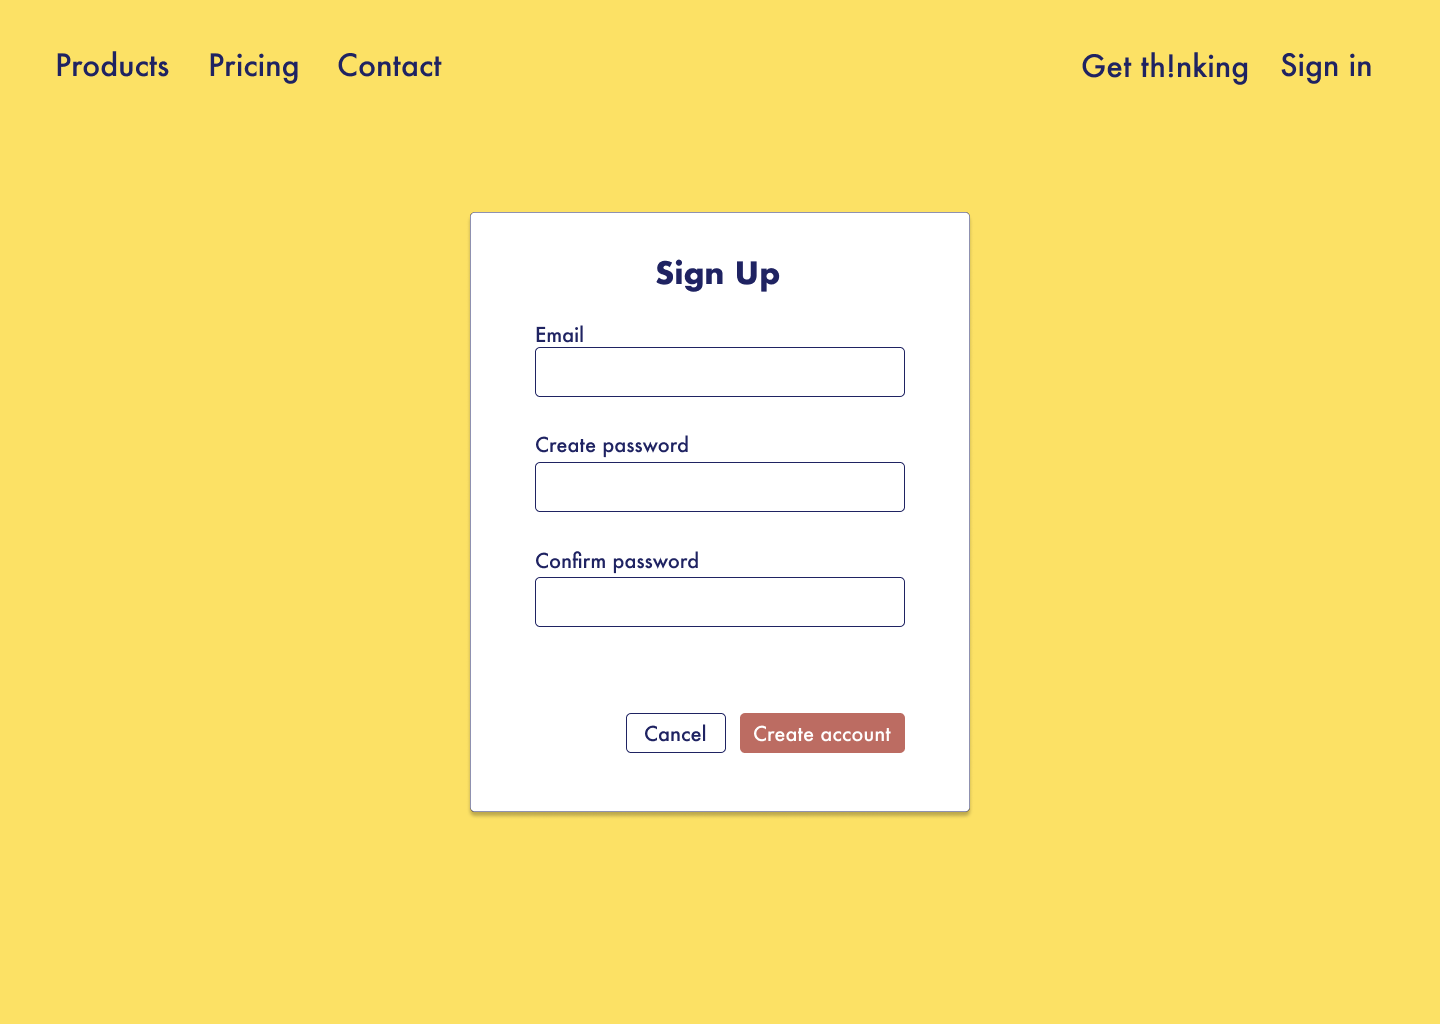 Products Pricing Contact Get th!nking Sign in
Sign Up
Email
Create password
Confirm password
Cancel Create account